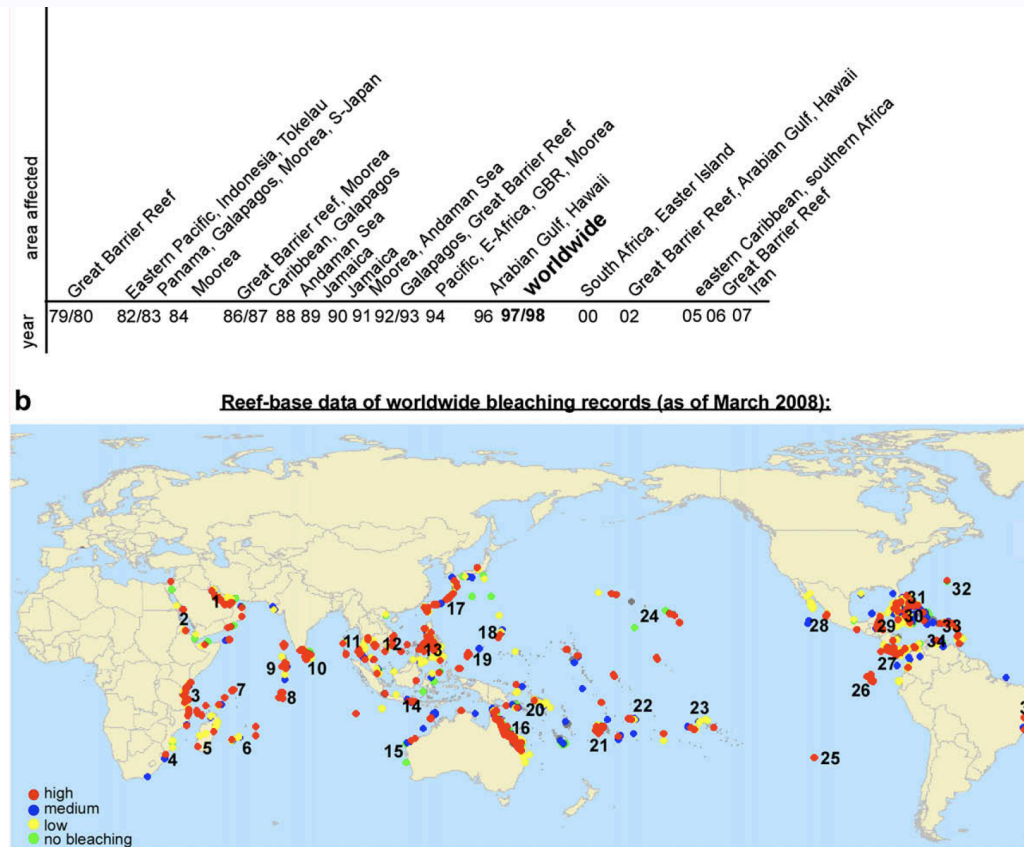 area affected
Great Barrier Reef
Eastern Pacific, Indonesia, Tokelau
Panama, Galapagos, Moorea, S-Japan
Moorea
Great Barrier reef, Moorea
Caribbean, Galapagos
Andaman Sea
Jamaica
Jamaica
Moorea, Andaman Sea
Galapagos, Great Barrier Reef
Pacific, E-Africa, GBR, Moorea
Arabian Gulf, Hawaii
worldwide
South Africa, Easter Island
Great Barrier Reef, Arabian Gulf, Hawaii
eastern Caribbean, southern Africa
Great Barrier Reef
Iran
year
79/80 82/83 84 86/87 88 89 90 91 92/93 94 96 97/98 00 02 05 06 07
b
Reef-base data of worldwide bleaching records (as of March 2008):
1
2
3
4
5
6
7
8
9
10
11
12
13
14
15
16
17
18
19
20
21
22
23
24
25
26
27
28
29
30
31
32
33
34
high
medium
low
no bleaching